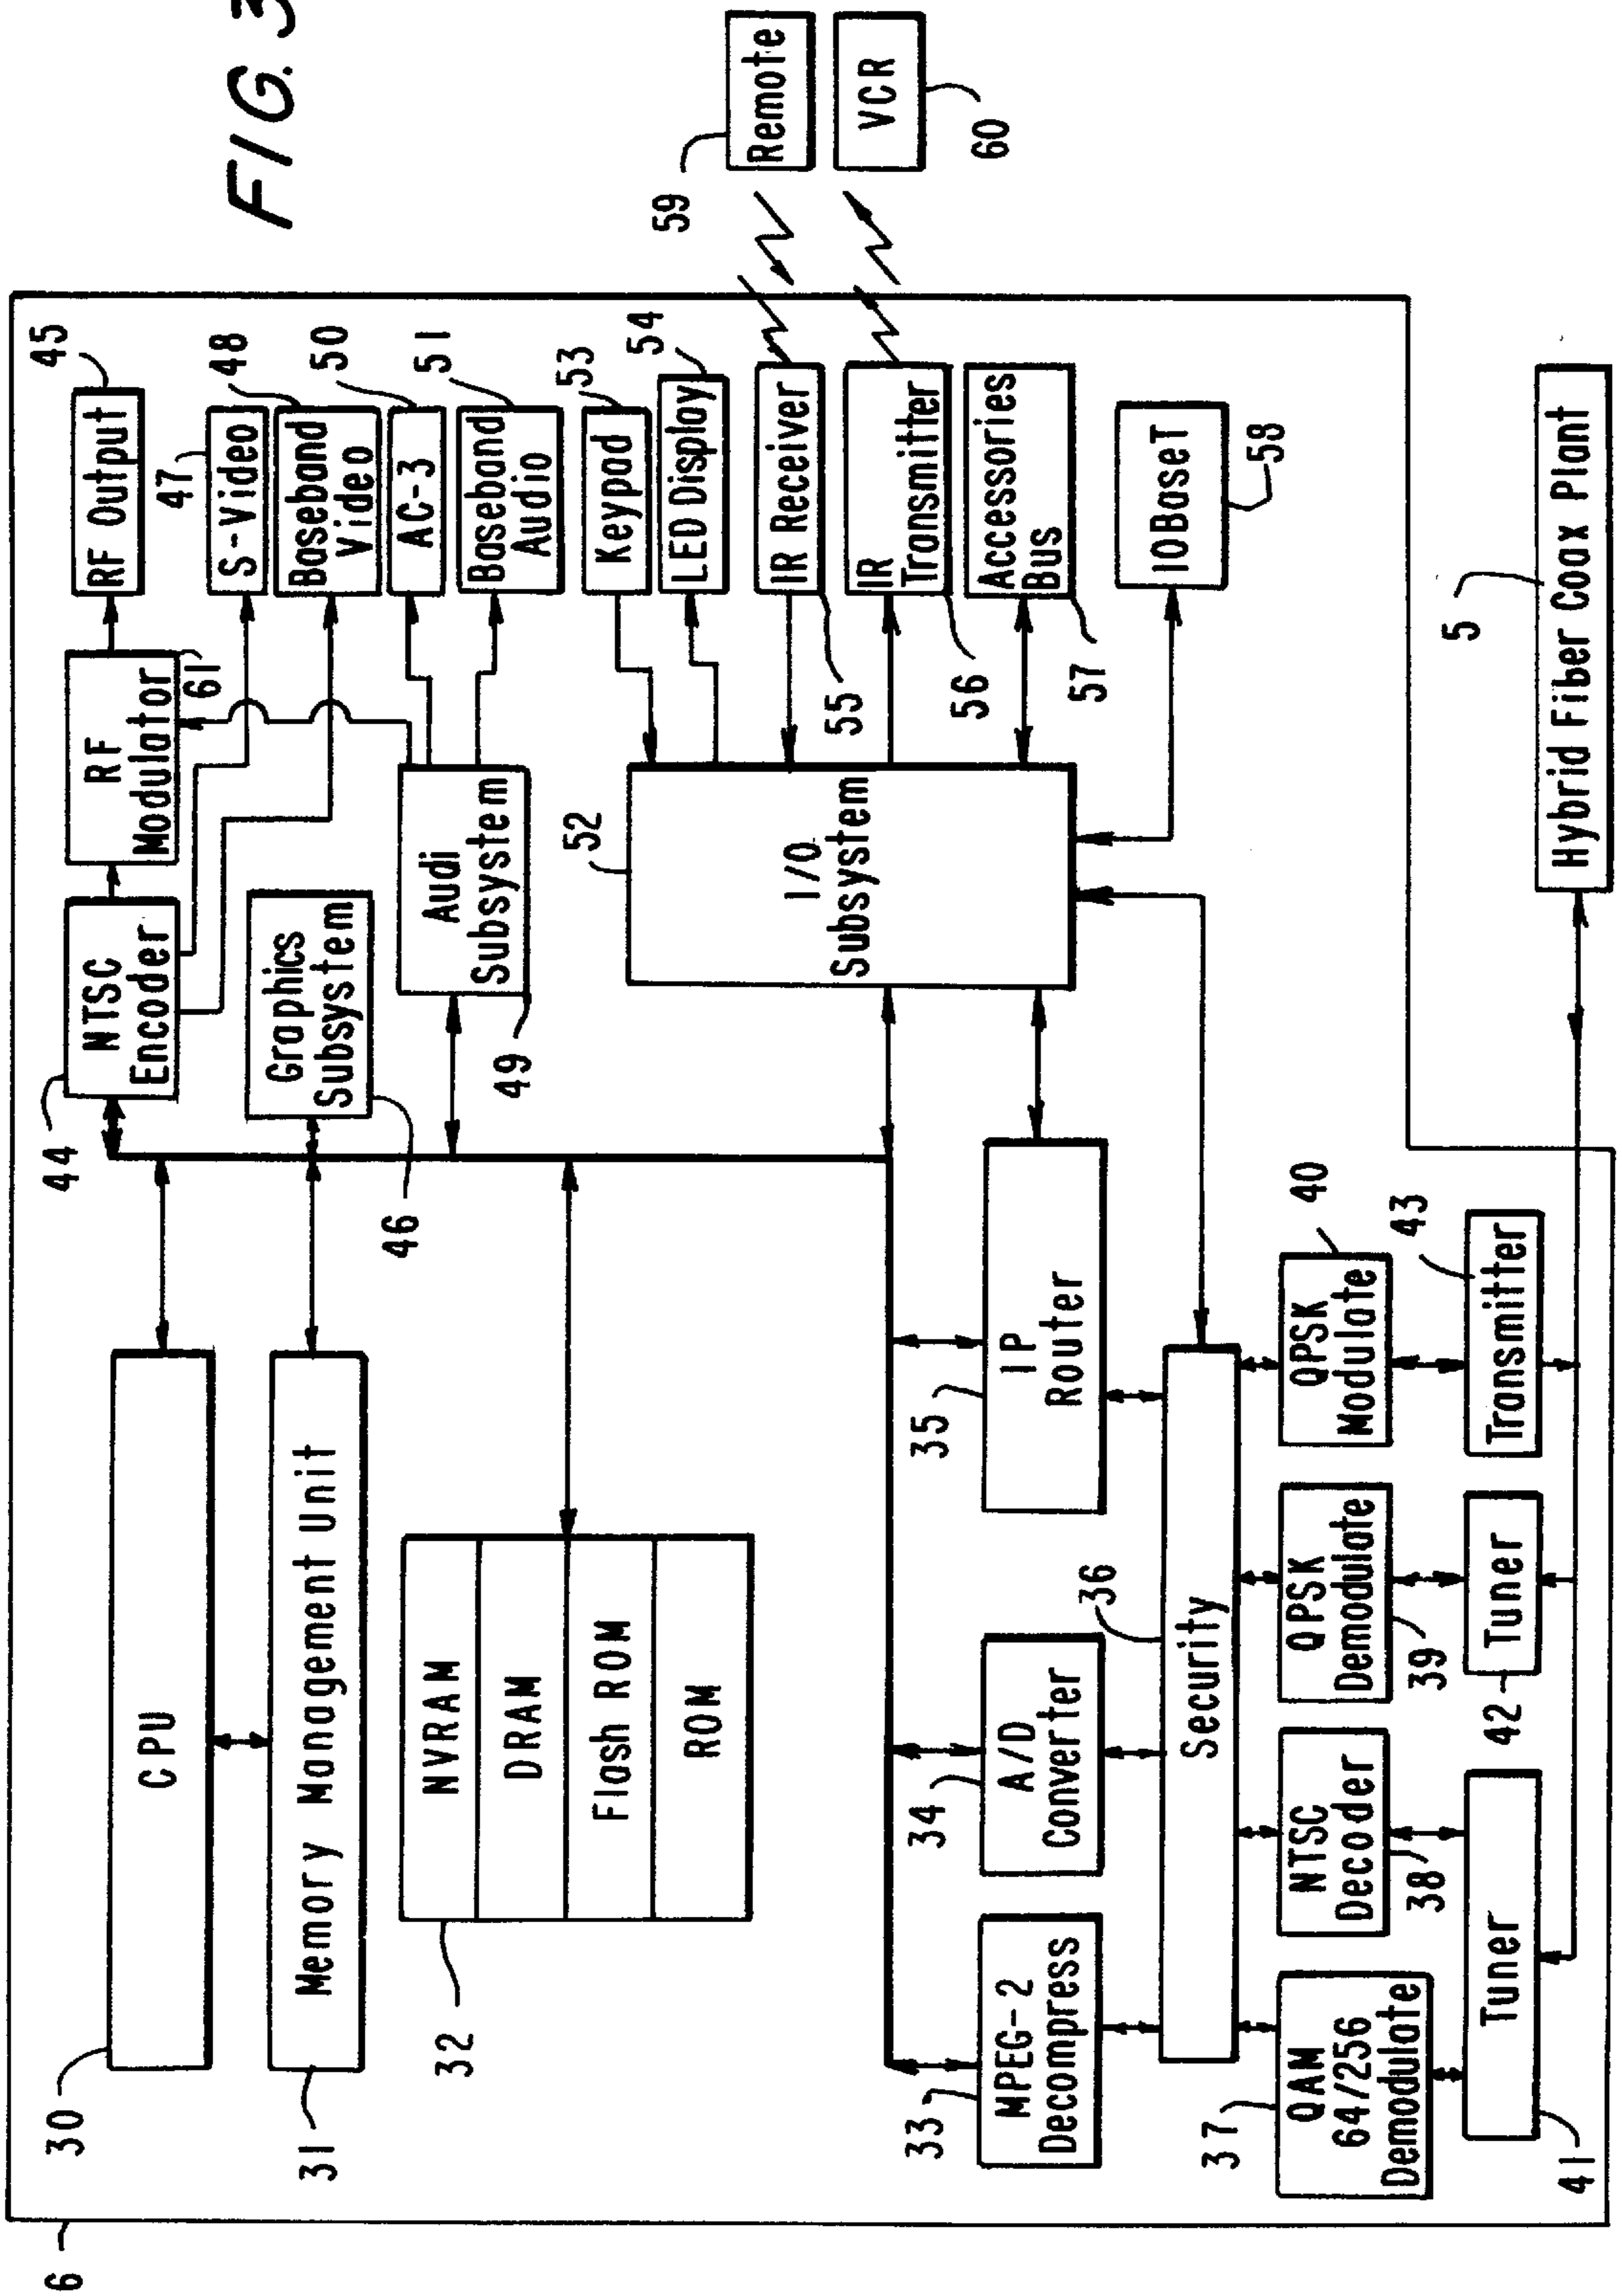 FIG. 3
6
30
CPU
31
Memory Management Unit
32
NVRAM
DRAM
Flash ROM
ROM
44
NTSC
Encoder
RF
Modulator
61
RF Output
45
47
S-Video
48
Baseband
Video
50
AC-3
51
Baseband
Audio
Graphics
Subsystem
46
Audi
Subsystem
49
52
I/O
Subsystem
53
Keypad
54
LED Display
IR Receiver
55
IR
Transmitter
56
Accessories
Bus
57
10BaseT
58
59
Remote
VCR
60
33
MPEG-2
Decompress
34
A/D
Converter
35
IP
Router
36
Security
37
QAM
64/256
Demodulate
NTSC
Decoder
38
QPSK
Demodulate
39
QPSK
Modulate
40
Tuner
41
Tuner
42
Transmitter
43
5
Hybrid Fiber Coax Plant